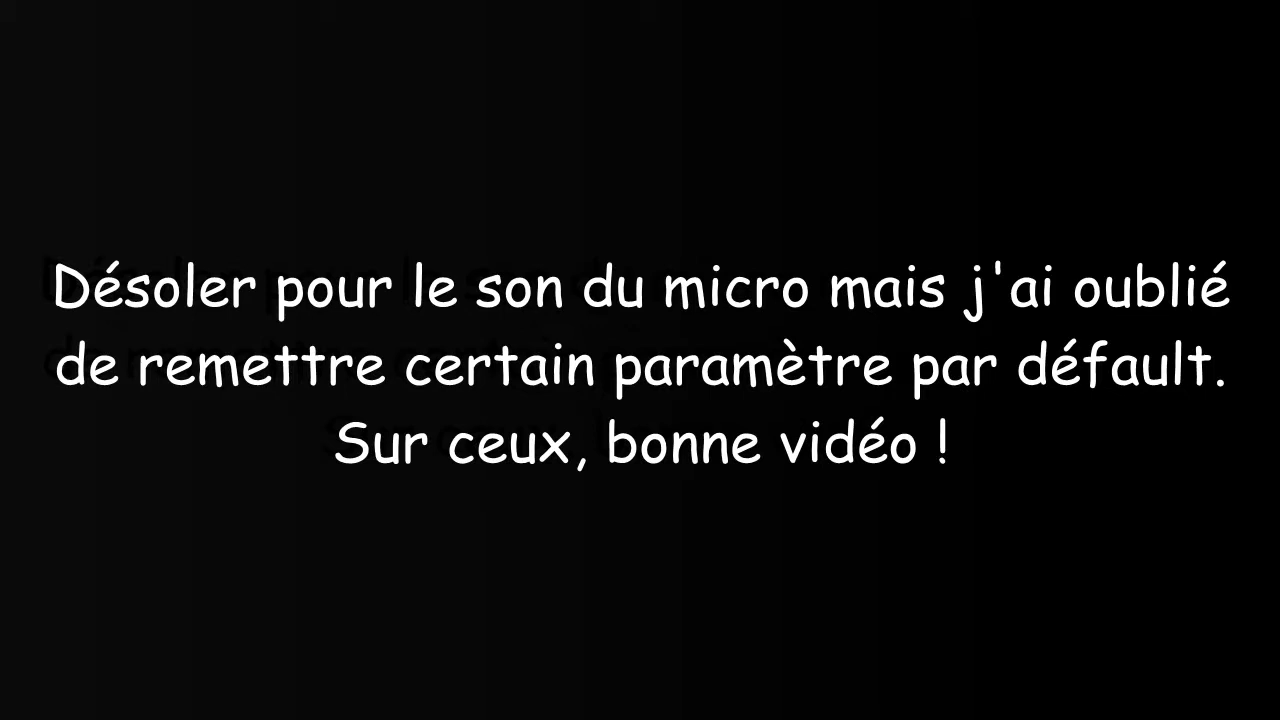 Désoler pour le son du micro mais j'ai oublié
de remettre certain paramètre par défault.
Sur ceux, bonne vidéo !